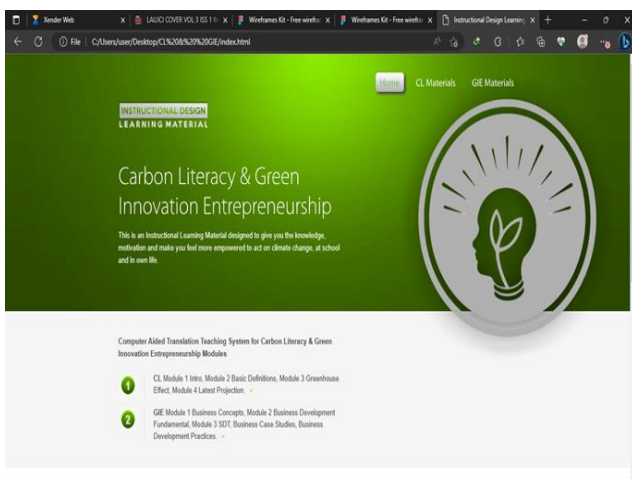 Xender Web
LAUJCI COVER VOL 3 ISS 1
Wireframes Kit - Free wirefra
Wireframes Kit - Free wirefra
Instructional Design Learning
File
C:/Users/user/Desktop/CL%20&%20%20GIE/index.html
Home
CL Materials
GIE Materials
INSTRUCTIONAL DESIGN
LEARNING MATERIAL
Carbon Literacy & Green
Innovation Entrepreneurship
This is an Instructional Learning Material designed to give you the knowledge,
motivation and make you feel more empowered to act on climate change, at school
and in own life.
Computer Aided Translation Teaching System for Carbon Literacy & Green
Innovation Entrepreneurship Modules
1
CL Module 1 Intro, Module 2 Basic Definitions, Module 3 Greenhouse
Effect, Module 4 Latest Projection.
2
GIE Module 1 Business Concepts, Module 2 Business Development
Fundamental, Module 3 SDT, Business Case Studies, Business
Development Practices.